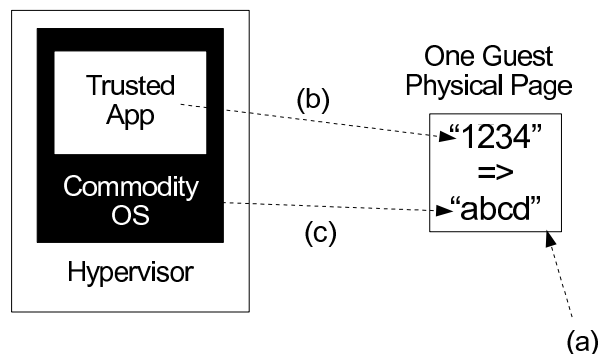 Trusted
App
Commodity
OS
Hypervisor
(b)
(c)
One Guest
Physical Page
“1234”
=>
“abcd”
(a)